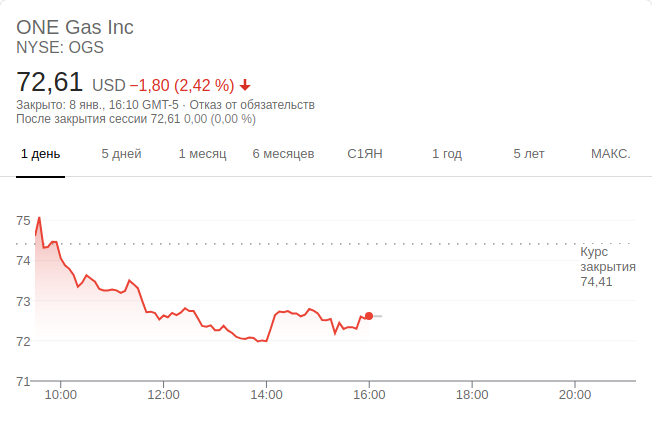 ONE Gas Inc
NYSE: OGS
72,61 USD −1,80 (2,42 %)
Закрыто: 8 янв., 16:10 GMT-5 · Отказ от обязательств
После закрытия сессии 72,61 0,00 (0,00 %)
1 день 5 дней 1 месяц 6 месяцев С1ЯН 1 год 5 лет МАКС.
75
Курс
74
закрытия
74,41
73
72
71
10:00 12:00 14:00 16:00 18:00 20:00